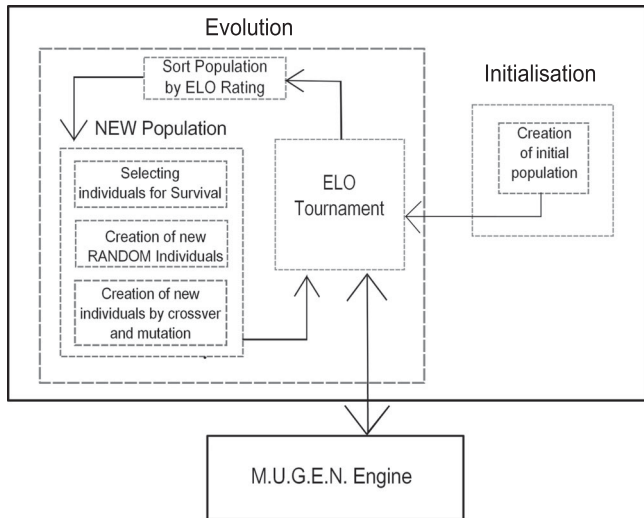 Evolution
Sort Population
by ELO Rating
Initialisation
NEW Population
Creation
of initial
population
Selecting
individuals for Survival
ELO
Tournament
Creation of new
RANDOM Individuals
Creation of new
individuals by crossver
and mutation
M.U.G.E.N. Engine